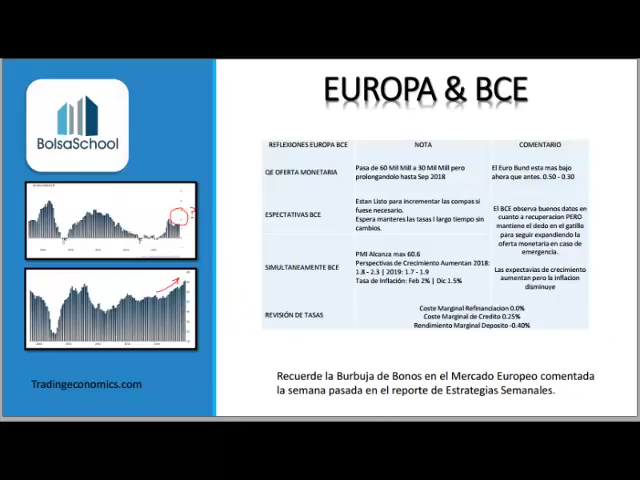 EUROPA & BCE
BolsaSchool
REFLEXIONES EUROPA BCE
NOTA
COMENTARIO
QE OFERTA MONETARIA
Pasa de 60 Mil Mill a 30 Mil Mill pero
prolongandolo hasta Sep 2018
El Euro Bund esta mas bajo
ahora que antes. 0.50 - 0.30
ESPECTATIVAS BCE
Estan Listo para incrementar las compas si
fuese necesario.
Espera manteres las tasas l largo tiempo sin
cambios.
El BCE observa buenos datos en
cuanto a recuperacion PERO
mantiene el dedo en el gatillo
para seguir expandiendo la
oferta monetaria en caso de
emergencia.
SIMULTANEAMENTE BCE
PMI Alcanza mas 60.6
Perspectivas de Crecimiento Aumentan 2018:
1.8 - 2.3 | 2019: 1.7 - 1.9
Tasa de Inflación: Feb 2% | Dic 1.5%
Las expectavias de crecimiento
aumentan pero la Inflacion
disminuye
REVISIÓN DE TASAS
Coste Marginal Refinanciacion 0.0%
Coste Marginal de Credito 0.25%
Rendimiento Marginal Deposito -0.40%
Tradingeconomics.com
Recuerde la Burbuja de Bonos en el Mercado Europeo comentada
la semana pasada en el reporte de Estrategias Semanales.